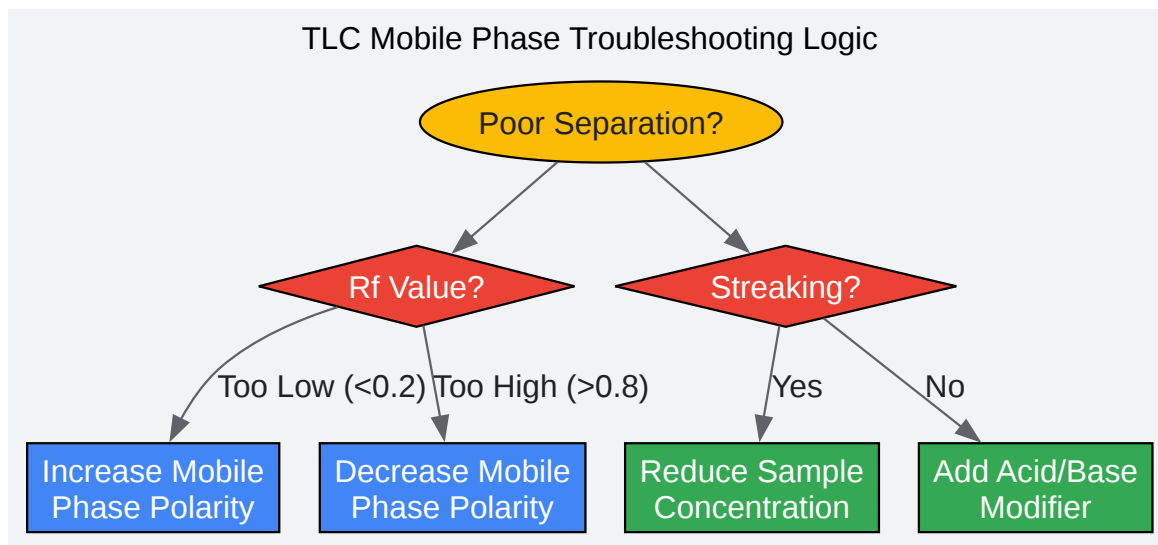 TLC Mobile Phase Troubleshooting Logic
Poor Separation?
Rf Value?
Streaking?
Too Low (<0.2)
Too High (>0.8)
Yes
No
Increase Mobile
Phase Polarity
Decrease Mobile
Phase Polarity
Reduce Sample
Concentration
Add Acid/Base
Modifier